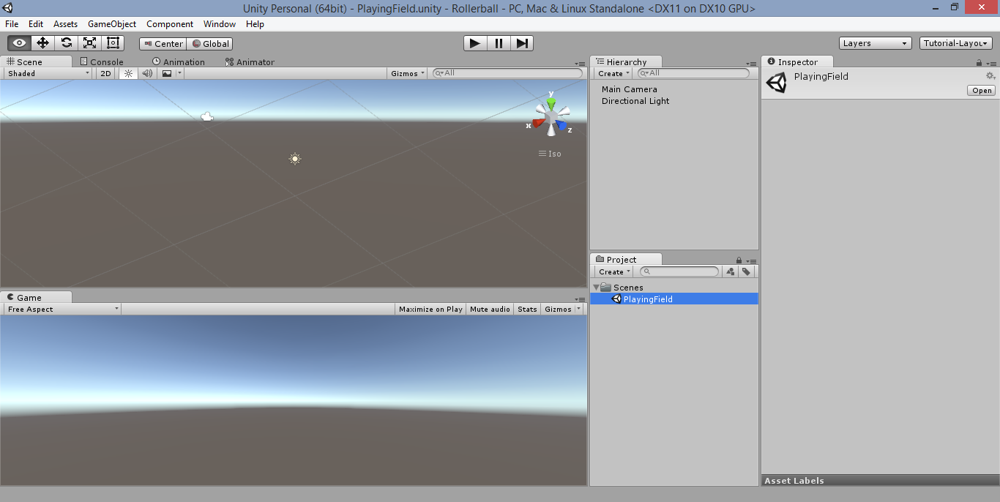 Unity Personal (64bit) - PlayingField.unity - Rollerball - PC, Mac & Linux Standalone <DX11 on DX10 GPU>
File Edit Assets GameObject Component Window Help
Center Global Layers Tutorial-Layou
Scene Console Animation Animator
Shaded 2D Gizmos All
y
x
z
Iso
Game
Free Aspect Maximize on Play Mute audio Stats Gizmos
Hierarchy
Create All
Main Camera
Directional Light
Project
Create
Scenes
PlayingField
Inspector
PlayingField
Open
Asset Labels